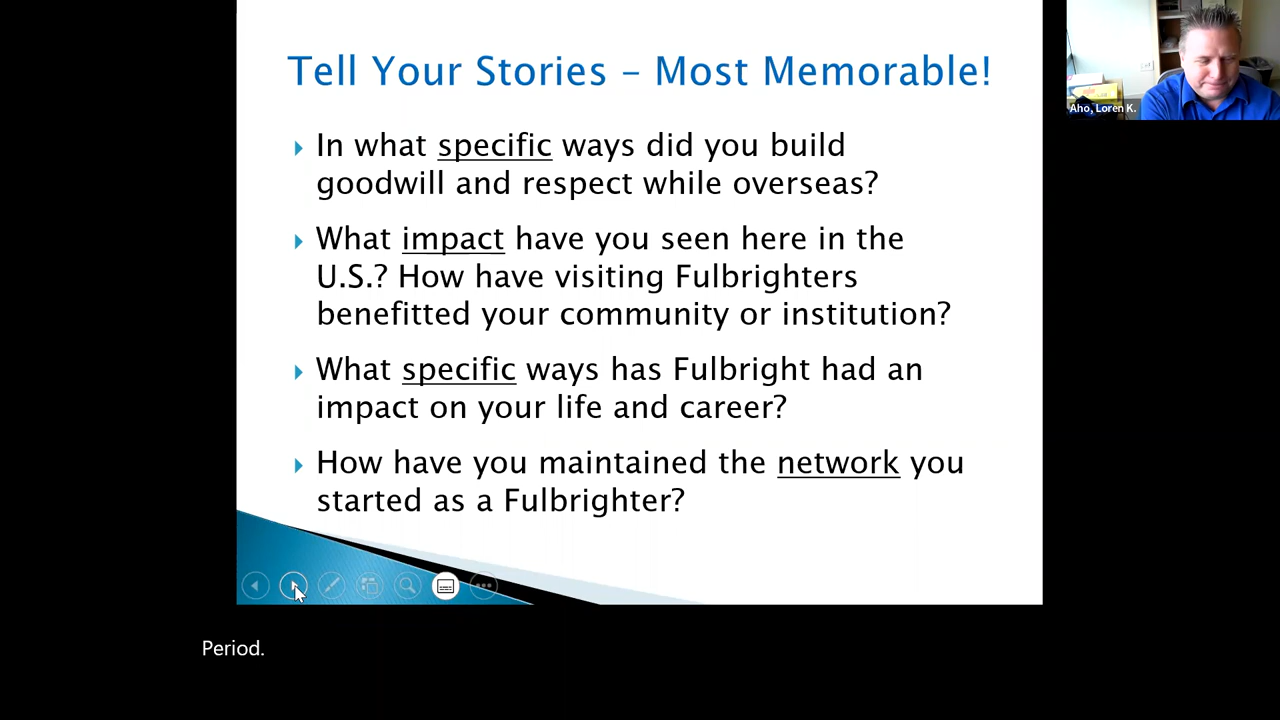 Tell Your Stories – Most Memorable!
In what specific ways did you build
goodwill and respect while overseas?
What impact have you seen here in the
U.S.? How have visiting Fulbrighters
benefitted your community or institution?
What specific ways has Fulbright had an
impact on your life and career?
How have you maintained the network you
started as a Fulbrighter?
Aho, Loren K.
Period.